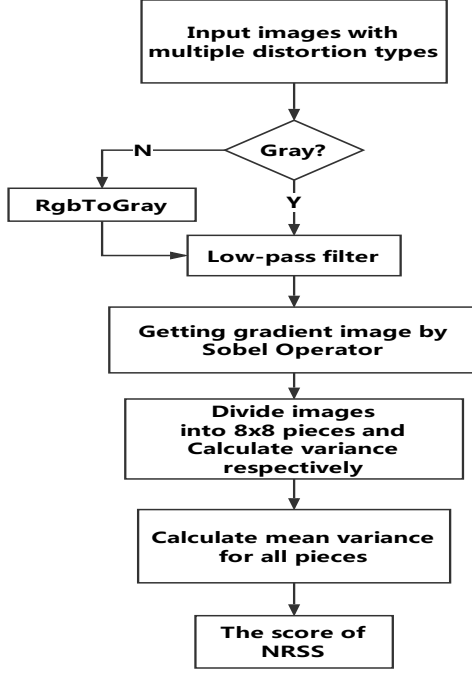 Input images with
multiple distortion types
Gray?
N
Y
RgbToGray
Low-pass filter
Getting gradient image by
Sobel Operator
Divide images
into 8x8 pieces and
Calculate variance
respectively
Calculate mean variance
for all pieces
The score of
NRSS